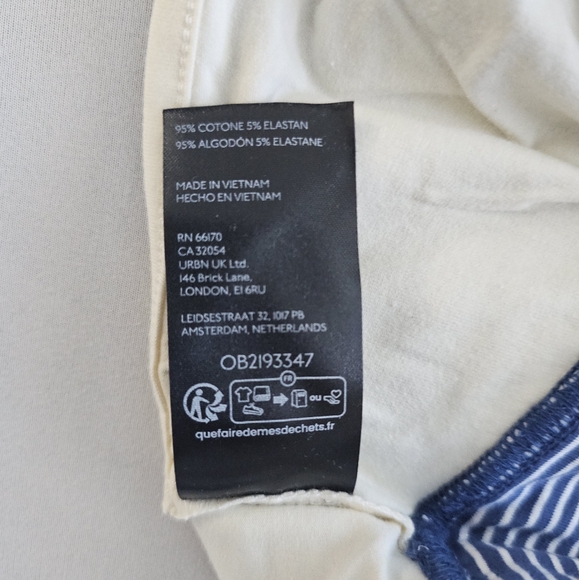 95% COTONE 5% ELASTAN
95% ALGODÓN 5% ELASTANE
MADE IN VIETNAM
HECHO EN VIETNAM
RN 66170
CA 32054
URBN UK Ltd.
146 Brick Lane,
LONDON, E1 6RU
LEIDSESTRAAT 32, 1017 PB
AMSTERDAM, NETHERLANDS
OB2193347
FR
ou
quefairedemesdechets.fr